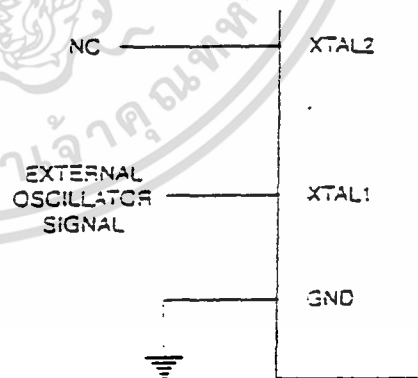 NC
XTAL2
EXTERNAL
OSCILLATOR
SIGNAL
XTAL1
GND